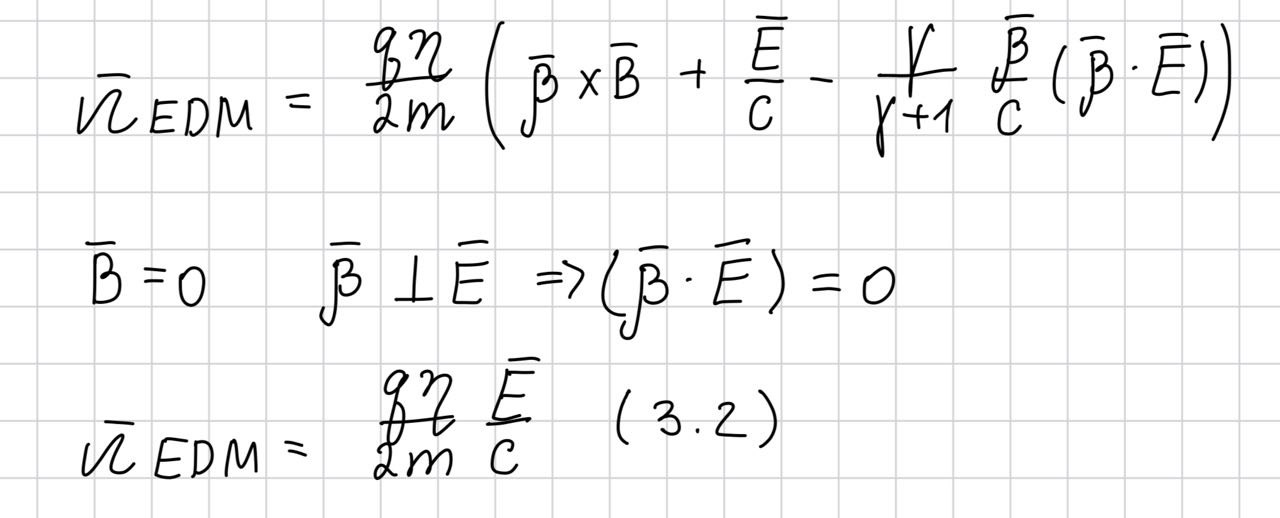 Ω̄ EDM = qη/2m ( β̄ × B̄ + Ē/c - γ/γ+1 β̄/c (β̄ · Ē) )
B̄ = 0 β̄ ⊥ Ē => (β̄ · Ē) = 0
Ω̄ EDM = qη/2m Ē/c (3.2)